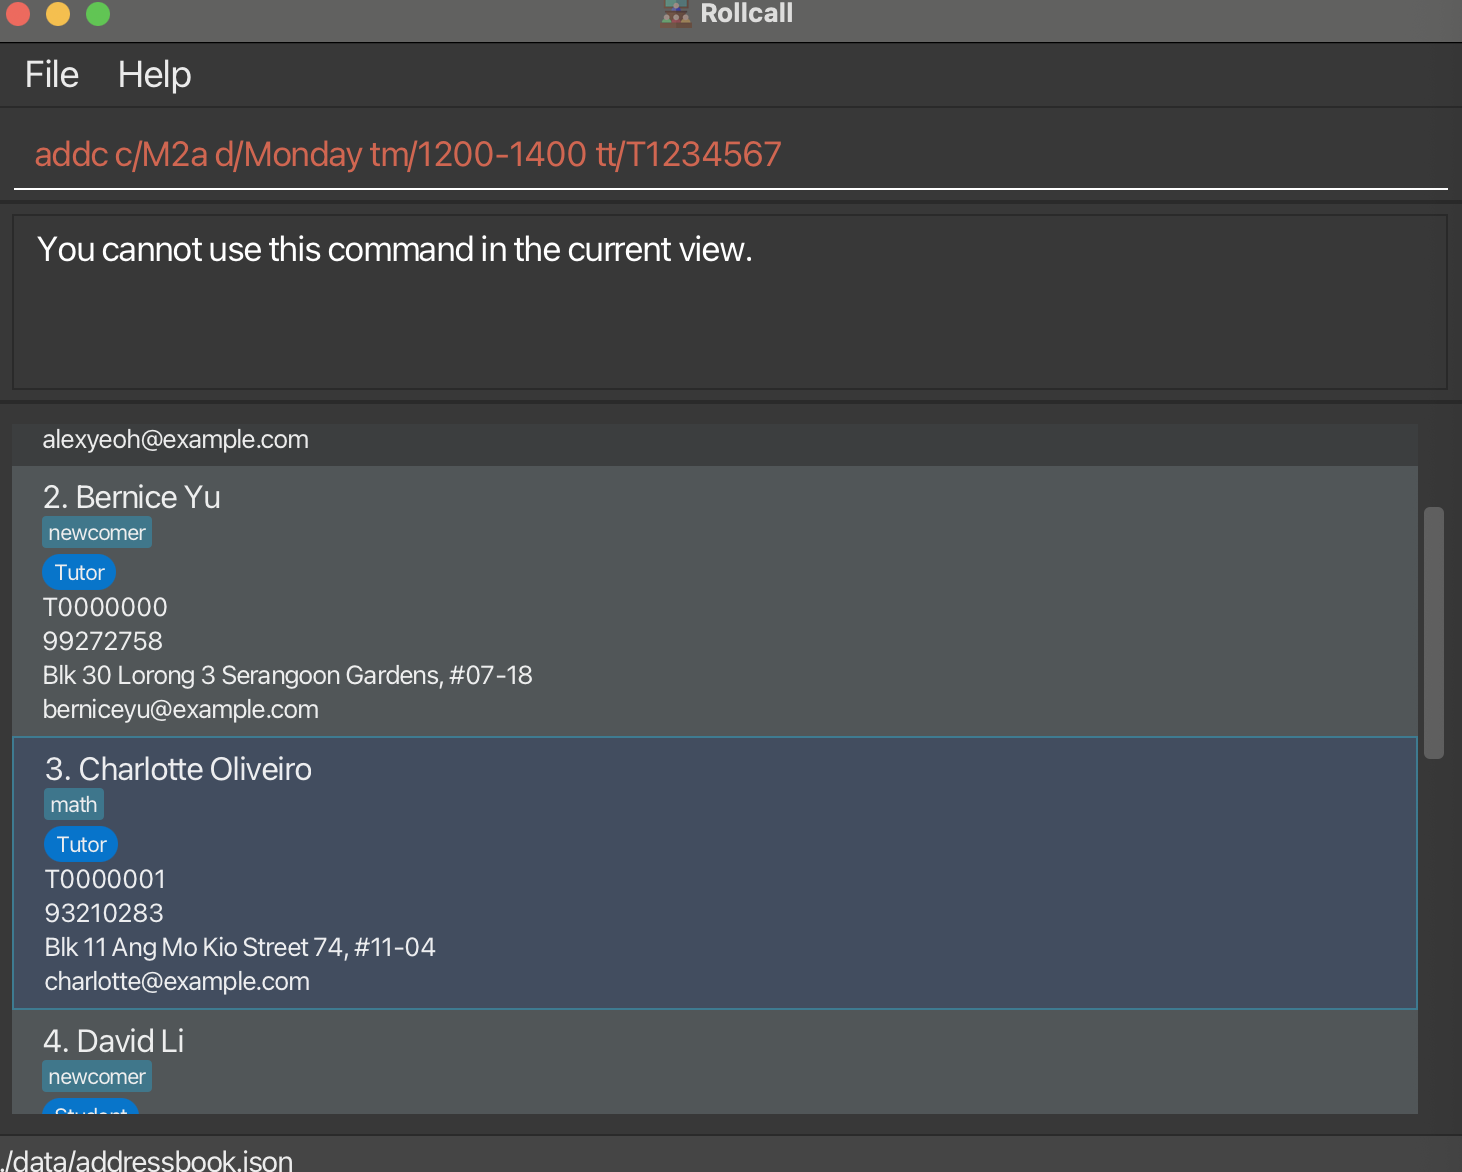 Rollcall
File Help
addc c/M2a d/Monday tm/1200-1400 tt/T1234567
You cannot use this command in the current view.
alexyeoh@example.com
2. Bernice Yu
newcomer
Tutor
T0000000
99272758
Blk 30 Lorong 3 Serangoon Gardens, #07-18
berniceyu@example.com
3. Charlotte Oliveiro
math
Tutor
T0000001
93210283
Blk 11 Ang Mo Kio Street 74, #11-04
charlotte@example.com
4. David Li
newcomer
Student
./data/addressbook.json